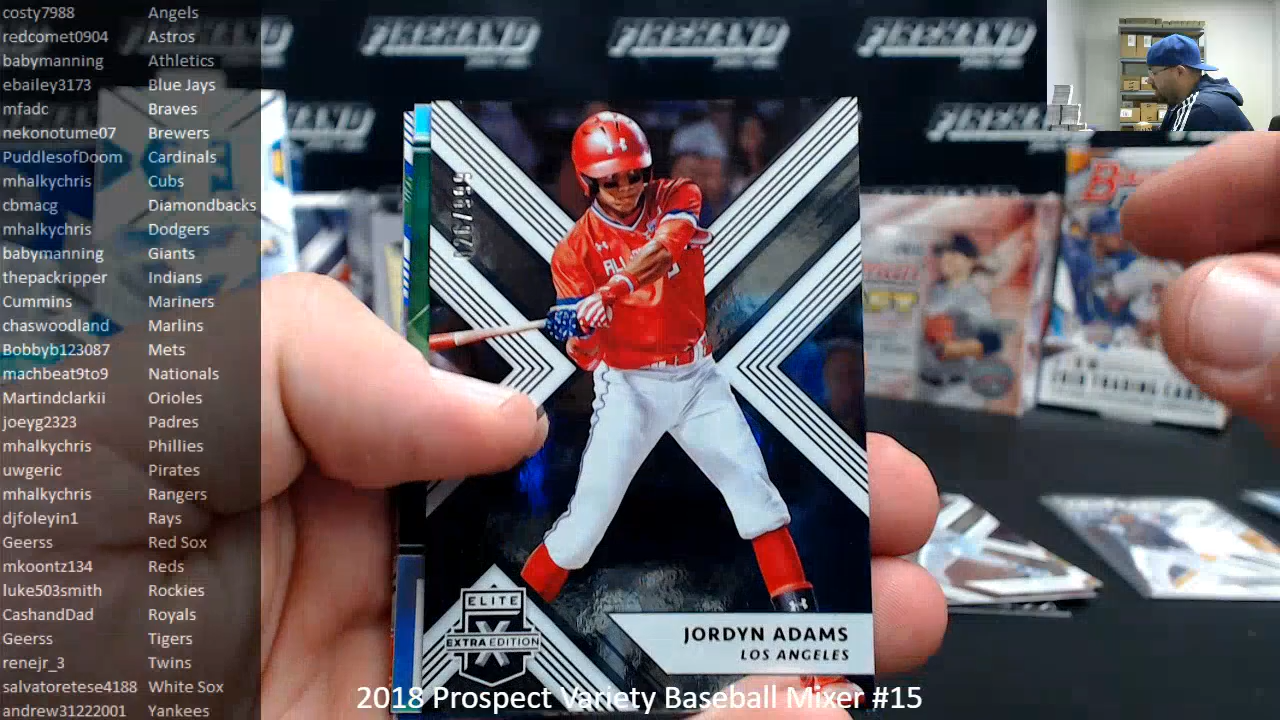 costy7988 Angels
redcomet0904 Astros
babymanning Athletics
ebailey3173 Blue Jays
mfadc Braves
nekonotume07 Brewers
PuddlesofDoom Cardinals
mhalkychris Cubs
cbmacg Diamondbacks
mhalkychris Dodgers
babymanning Giants
thepackripper Indians
Cummins Mariners
chaswoodland Marlins
Bobbyb123087 Mets
machbeat9to9 Nationals
Martindclarkii Orioles
joeyg2323 Padres
mhalkychris Phillies
uwgeric Pirates
mhalkychris Rangers
djfoleyin1 Rays
Geerss Red Sox
mkoontz134 Reds
luke503smith Rockies
CashandDad Royals
Geerss Tigers
renejr_3 Twins
salvatoretese4188 White Sox
andrew31222001 Yankees
FIREHAND
FIREHAND
FIREHAND
FIREHAND
ELITE
EXTRA EDITION
X
JORDYN ADAMS
LOS ANGELES
2018 Prospect Variety Baseball Mixer #15